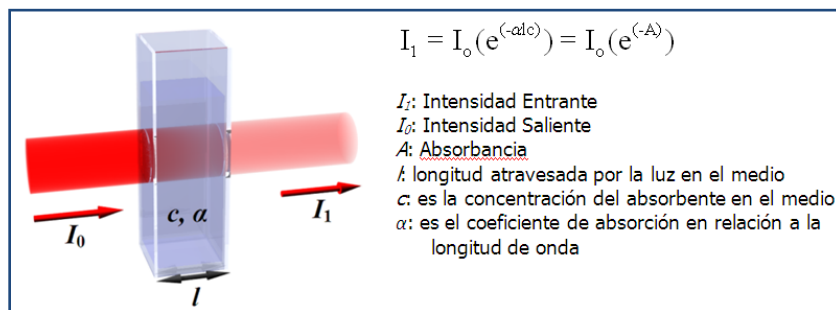 I₁ = Iₒ(e^(-αlc)) = Iₒ(e^(-A))
I₁: Intensidad Entrante
I₀: Intensidad Saliente
A: Absorbancia
l: longitud atravesada por la luz en el medio
c: es la concentración del absorbente en el medio
α: es el coeficiente de absorción en relación a la
longitud de onda
c, α
I₀
I₁
l